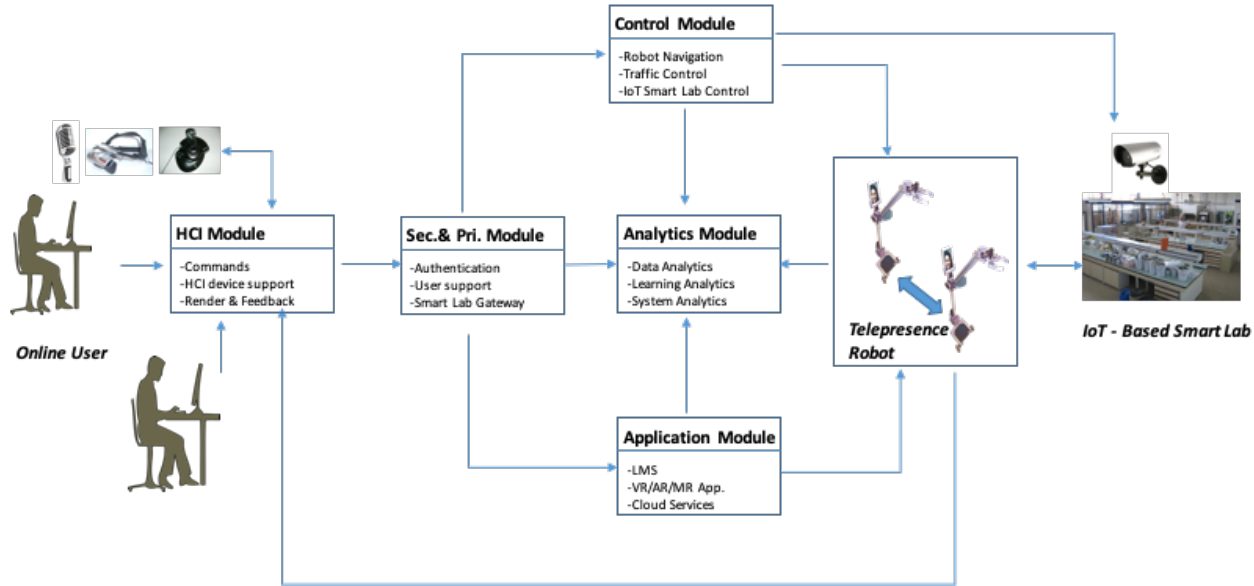 Control Module
-Robot Navigation
-Traffic Control
-IoT Smart Lab Control
HCI Module
-Commands
-HCI device support
-Render & Feedback
Sec.& Pri. Module
-Authentication
-User support
-Smart Lab Gateway
Analytics Module
-Data Analytics
-Learning Analytics
-System Analytics
Telepresence
Robot
IoT - Based Smart Lab
Online User
Application Module
-LMS
-VR/AR/MR App.
-Cloud Services